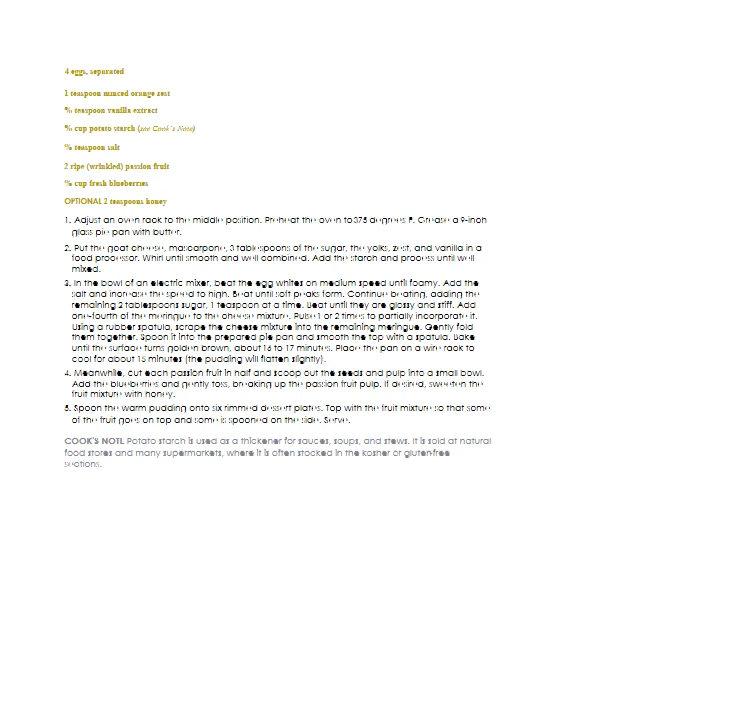 4 eggs, separated
1 teaspoon minced orange zest
% teaspoon vanilla extract
% cup potato starch (see Cook's Note)
% teaspoon salt
2 ripe (wrinkled) passion fruit
% cup fresh blueberries
OPTIONAL 2 teaspoons honey
1. Adjust an oven rack to the middle position. Preheat the oven to 375 degrees F. Grease a 9-inch
glass pie pan with butter.
2. Put the goat cheese, mascarpone, 3 tablespoons of the sugar, the yolks, zest, and vanilla in a
food processor. Whirl until smooth and well combined. Add the starch and process until well
mixed.
3. In the bowl of an electric mixer, beat the egg whites on medium speed until foamy. Add the
salt and increase the speed to high. Beat until soft peaks form. Continue beating, adding the
remaining 2 tablespoons sugar, 1 teaspoon at a time. Beat until they are glossy and stiff. Add
one-fourth of the meringue to the cheese mixture. Pulse 1 or 2 times to partially incorporate it.
Using a rubber spatula, scrape the cheese mixture into the remaining meringue. Gently fold
them together. Spoon it into the prepared pie pan and smooth the top with a spatula. Bake
until the surface turns golden brown, about 16 to 17 minutes. Place the pan on a wire rack to
cool for about 15 minutes (the pudding will flatten slightly).
4. Meanwhile, cut each passion fruit in half and scoop out the seeds and pulp into a small bowl.
Add the blueberries and gently toss, breaking up the passion fruit pulp. If desired, sweeten the
fruit mixture with honey.
5. Spoon the warm pudding onto six rimmed dessert plates. Top with the fruit mixture so that some
of the fruit goes on top and some is spooned on the side. Serve.
COOK'S NOTE Potato starch is used as a thickener for sauces, soups, and stews. It is sold at natural
food stores and many supermarkets, where it is often stocked in the kosher or gluten-free
sections.